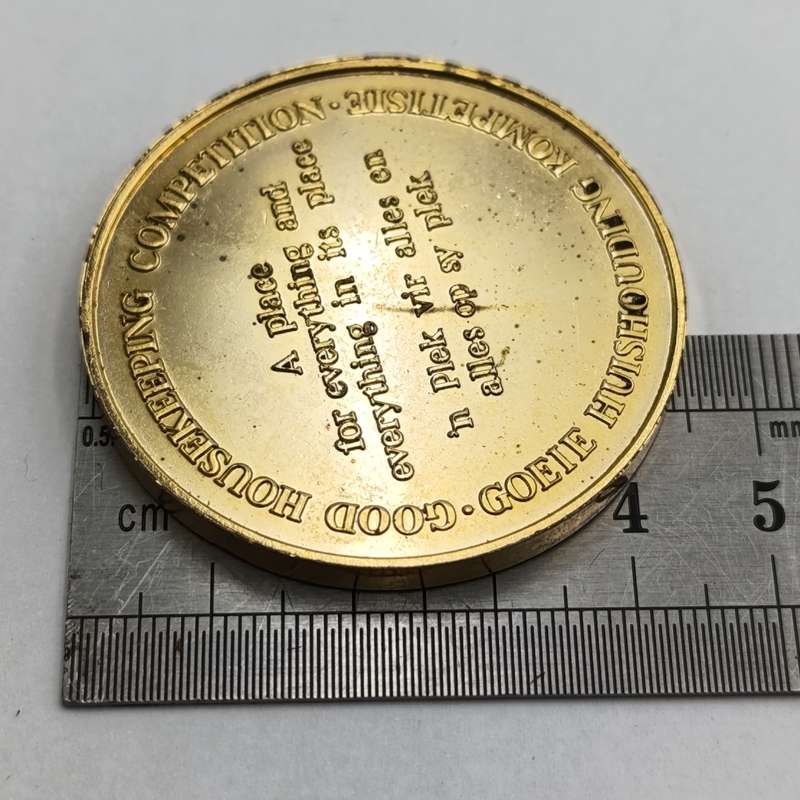 GOOD HOUSEKEEPING COMPETITION · GOEIE HUISHOUDING KOMPETISIE ·
A place
for everything and
everything in its place
'n Plek vir alles en
alles op sy plek
0.5
mm
cm
4
5